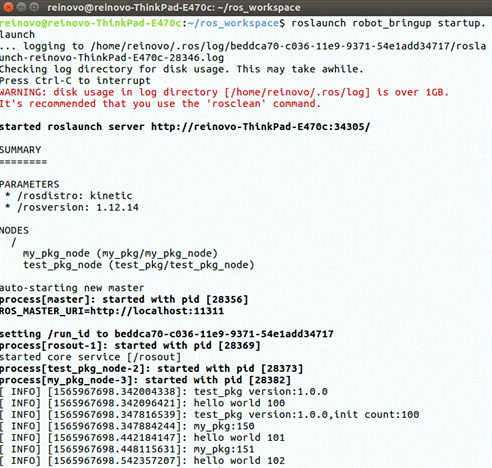 reinovo@reinovo-ThinkPad-E470c: ~/ros_workspace
reinovo@reinovo-ThinkPad-E470c:~/ros_workspace$ roslaunch robot_bringup startup.
launch
... logging to /home/reinovo/.ros/log/beddca70-c036-11e9-9371-54e1add34717/rosla
unch-reinovo-ThinkPad-E470c-28346.log
Checking log directory for disk usage. This may take awhile.
Press Ctrl-C to interrupt
WARNING: disk usage in log directory [/home/reinovo/.ros/log] is over 1GB.
It's recommended that you use the 'rosclean' command.
started roslaunch server http://reinovo-ThinkPad-E470c:34305/
SUMMARY
========
PARAMETERS
* /rosdistro: kinetic
* /rosversion: 1.12.14
NODES
/
my_pkg_node (my_pkg/my_pkg_node)
test_pkg_node (test_pkg/test_pkg_node)
auto-starting new master
process[master]: started with pid [28356]
ROS_MASTER_URI=http://localhost:11311
setting /run_id to beddca70-c036-11e9-9371-54e1add34717
process[rosout-1]: started with pid [28369]
started core service [/rosout]
process[test_pkg_node-2]: started with pid [28373]
process[my_pkg_node-3]: started with pid [28382]
[ INFO] [1565967698.342004338]: test_pkg version:1.0.0
[ INFO] [1565967698.342096421]: hello world 100
[ INFO] [1565967698.347816539]: test_pkg version:1.0.0,init count:100
[ INFO] [1565967698.347884244]: my_pkg:150
[ INFO] [1565967698.442184147]: hello world 101
[ INFO] [1565967698.448115631]: my_pkg:151
[ INFO] [1565967698.542357207]: hello world 102